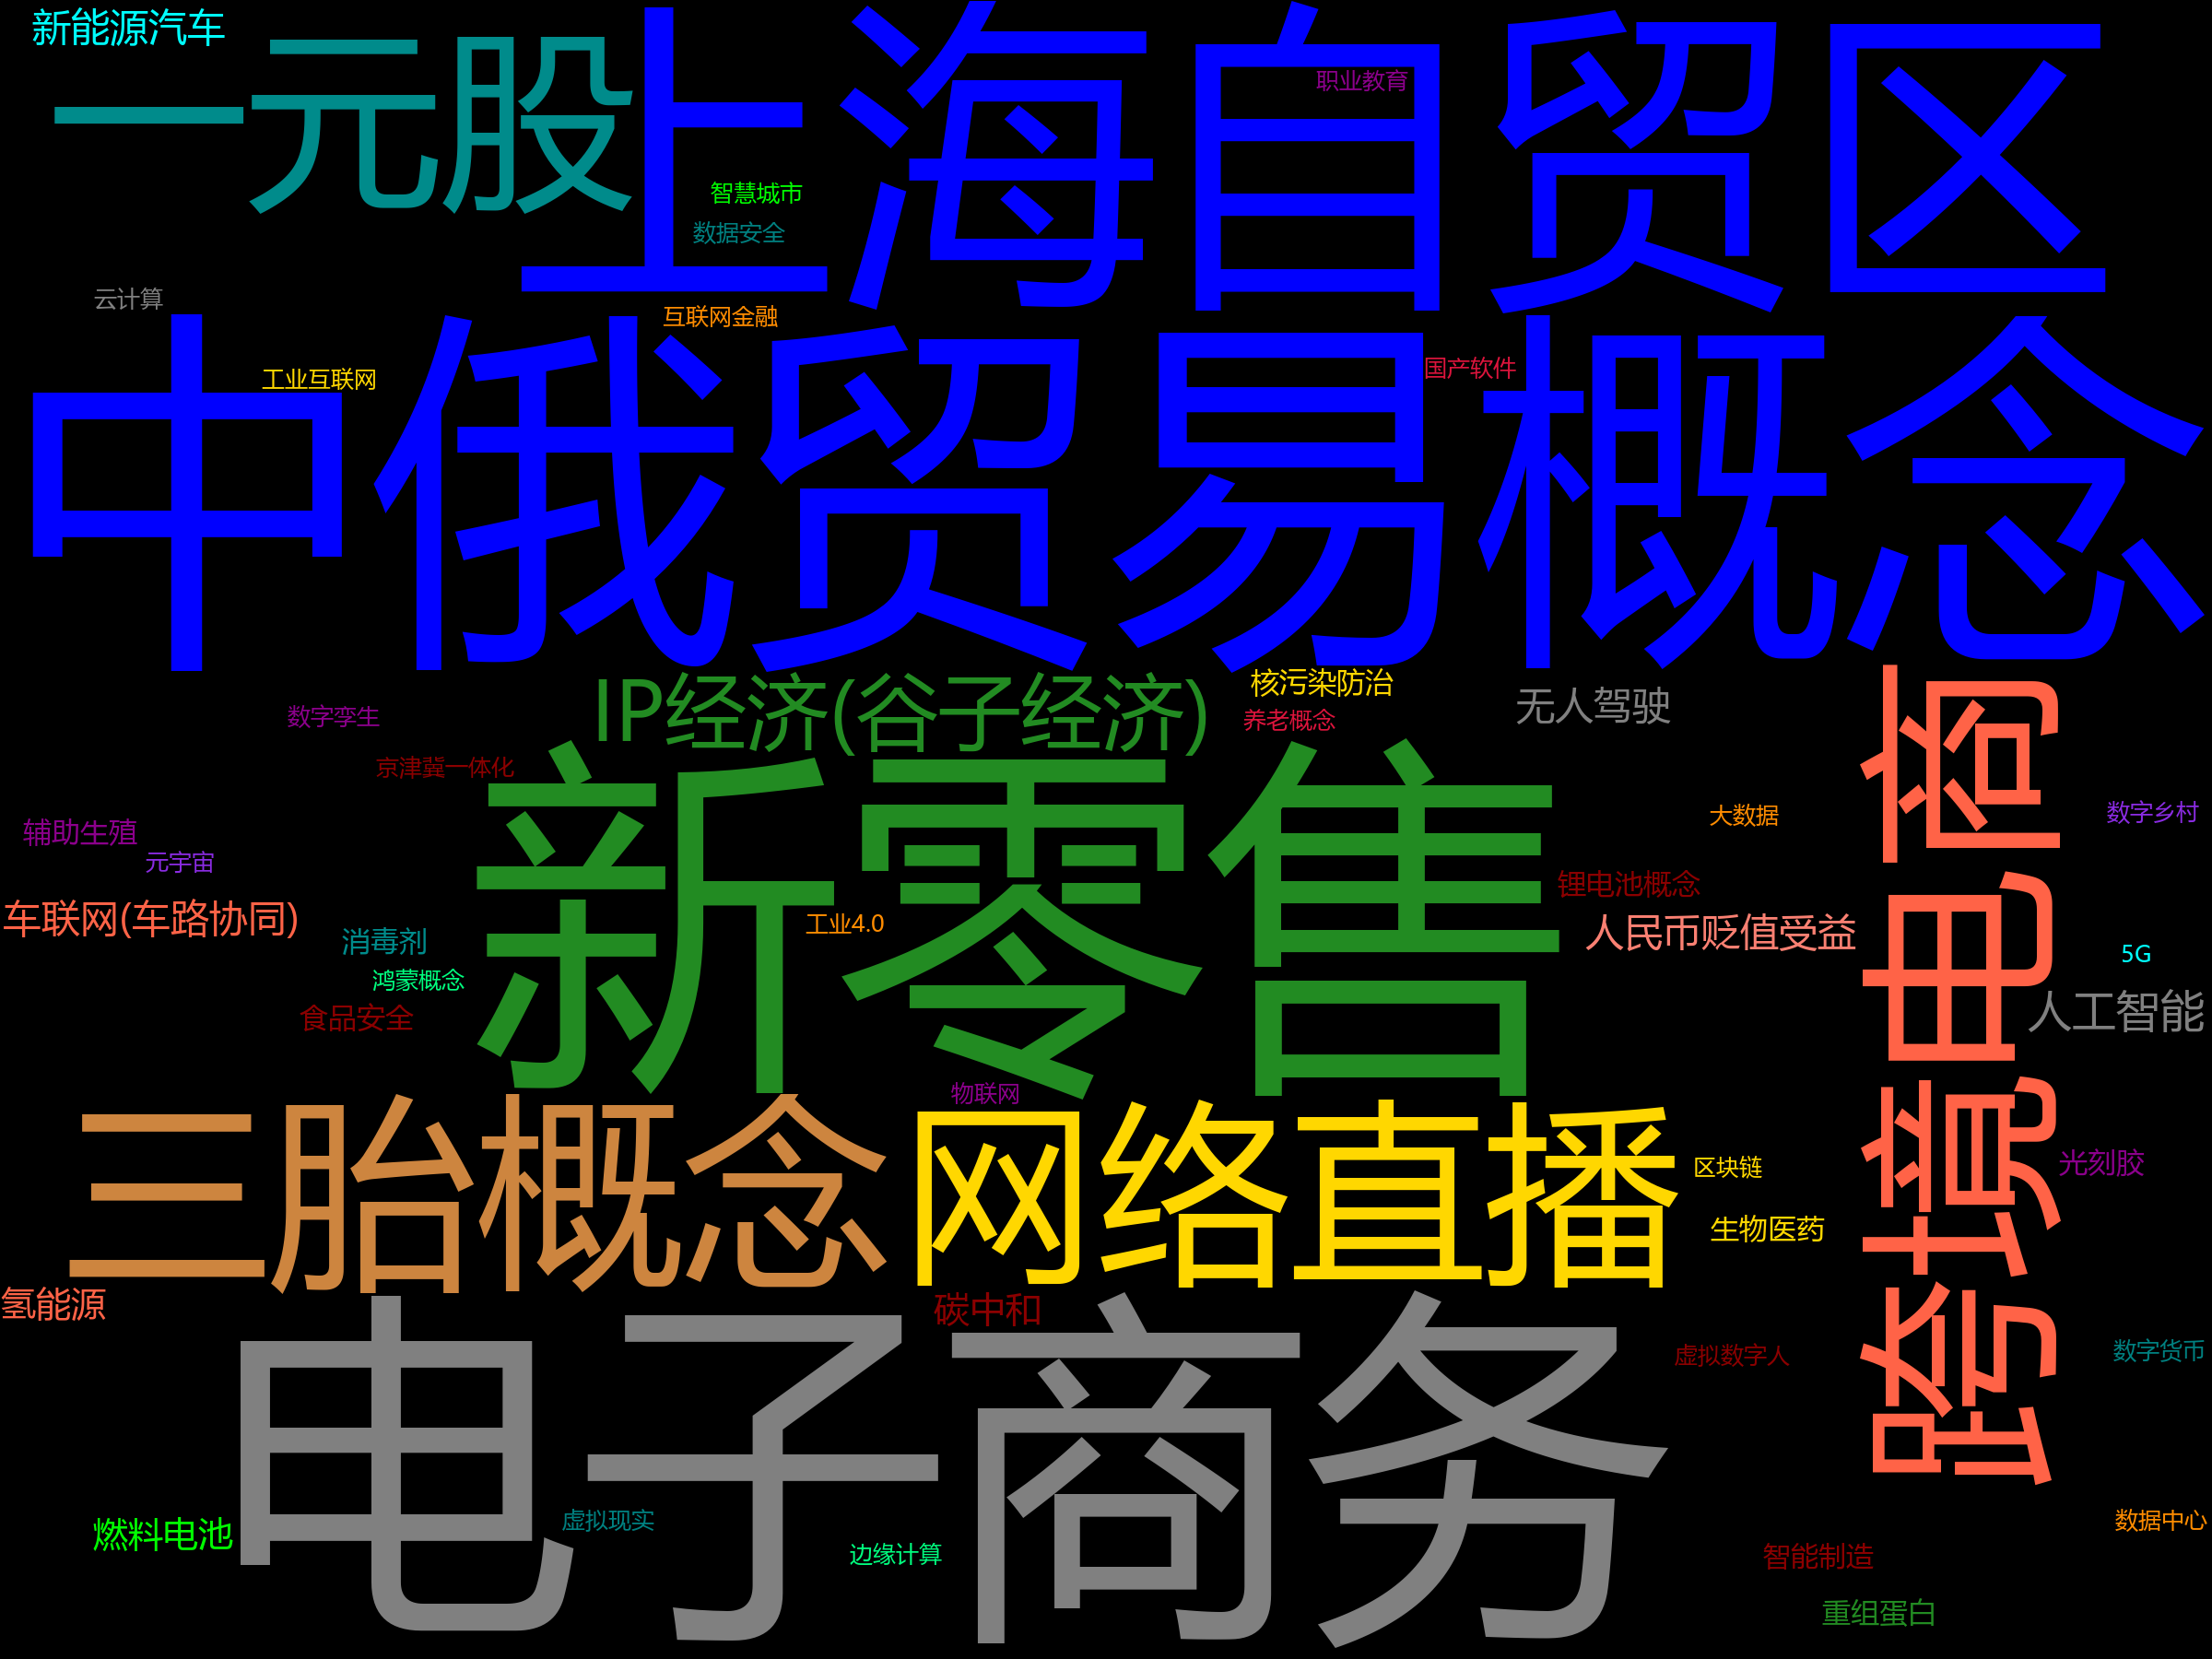 新能源汽车
一元股
上海自贸区
职业教育
智慧城市
数据安全
云计算
互联网金融
中俄贸易概念
工业互联网
国产软件
IP经济(谷子经济)
核污染防治
无人驾驶
数字孪生
养老概念
京津冀一体化
新零售
跨境电商
大数据
数字乡村
辅助生殖
元宇宙
锂电池概念
车联网(车路协同)
工业4.0
人民币贬值受益
消毒剂
5G
鸿蒙概念
食品安全
人工智能
物联网
三胎概念
网络直播
区块链
光刻胶
生物医药
氢能源
碳中和
电子商务
虚拟数字人
数字货币
燃料电池
虚拟现实
数据中心
边缘计算
智能制造
重组蛋白